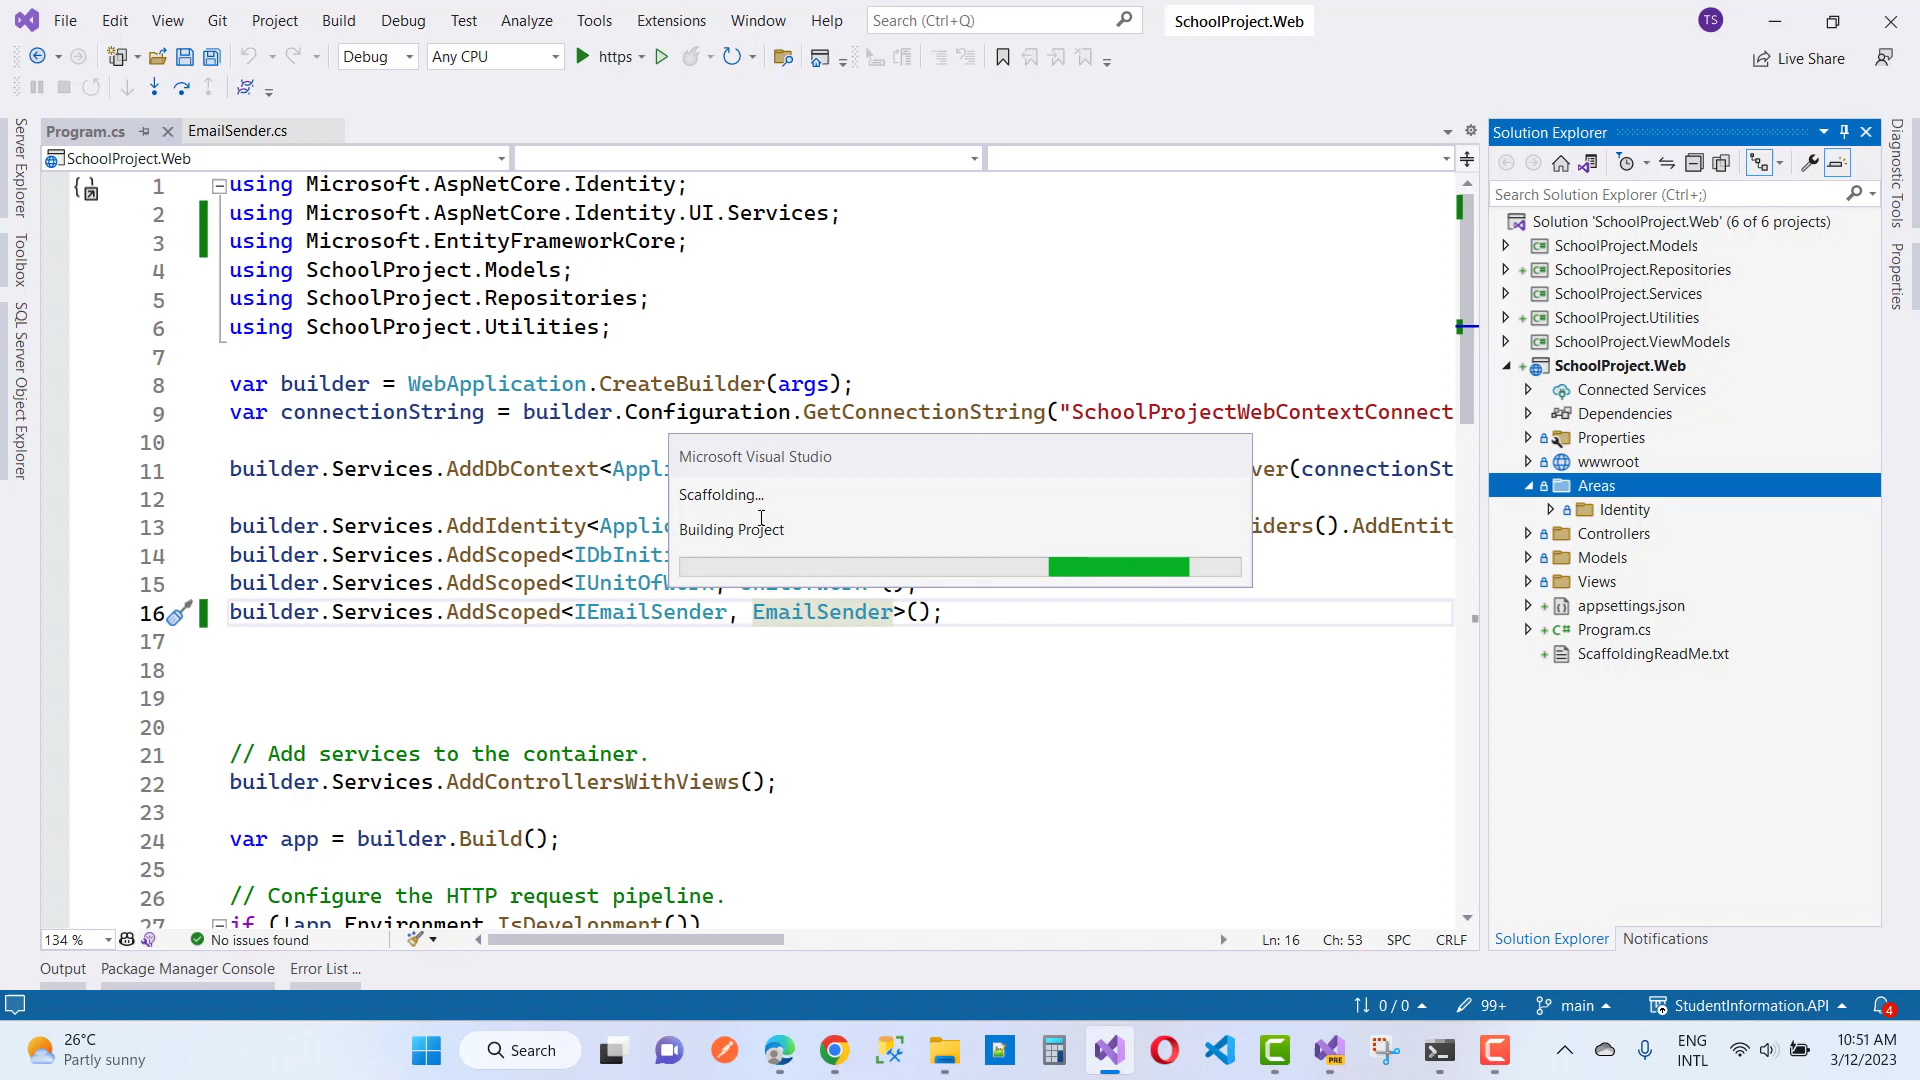 File Edit View Git Project Build Debug Test Analyze Tools Extensions Window Help Search (Ctrl+Q) SchoolProject.Web TS
Debug Any CPU https Live Share
Program.cs EmailSender.cs
SchoolProject.Web
Server Explorer
Toolbox
SQL Server Object Explorer
1 using Microsoft.AspNetCore.Identity;
2 using Microsoft.AspNetCore.Identity.UI.Services;
3 using Microsoft.EntityFrameworkCore;
4 using SchoolProject.Models;
5 using SchoolProject.Repositories;
6 using SchoolProject.Utilities;
7
8 var builder = WebApplication.CreateBuilder(args);
9 var connectionString = builder.Configuration.GetConnectionString("SchoolProjectWebContextConnect
10
11 builder.Services.AddDbContext<Appli ver(connectionSt
12
13 builder.Services.AddIdentity<Applic iders().AddEntit
14 builder.Services.AddScoped<IDbIniti
15 builder.Services.AddScoped<IUnitOfWork, UnitOfWork>();
16 builder.Services.AddScoped<IEmailSender, EmailSender>();
17
18
19
20
21 // Add services to the container.
22 builder.Services.AddControllersWithViews();
23
24 var app = builder.Build();
25
26 // Configure the HTTP request pipeline.
27 if (!app.Environment.IsDevelopment())
Microsoft Visual Studio
Scaffolding...
Building Project
134 % No issues found Ln: 16 Ch: 53 SPC CRLF
Output Package Manager Console Error List ...
Solution Explorer
Search Solution Explorer (Ctrl+;)
Solution 'SchoolProject.Web' (6 of 6 projects)
SchoolProject.Models
SchoolProject.Repositories
SchoolProject.Services
SchoolProject.Utilities
SchoolProject.ViewModels
SchoolProject.Web
Connected Services
Dependencies
Properties
wwwroot
Areas
Identity
Controllers
Models
Views
appsettings.json
Program.cs
ScaffoldingReadMe.txt
Solution Explorer Notifications
Diagnostic Tools
Properties
0 / 0 99+ main StudentInformation.API 4
26°C
Partly sunny
Search
PRE
ENG
INTL
10:51 AM
3/12/2023